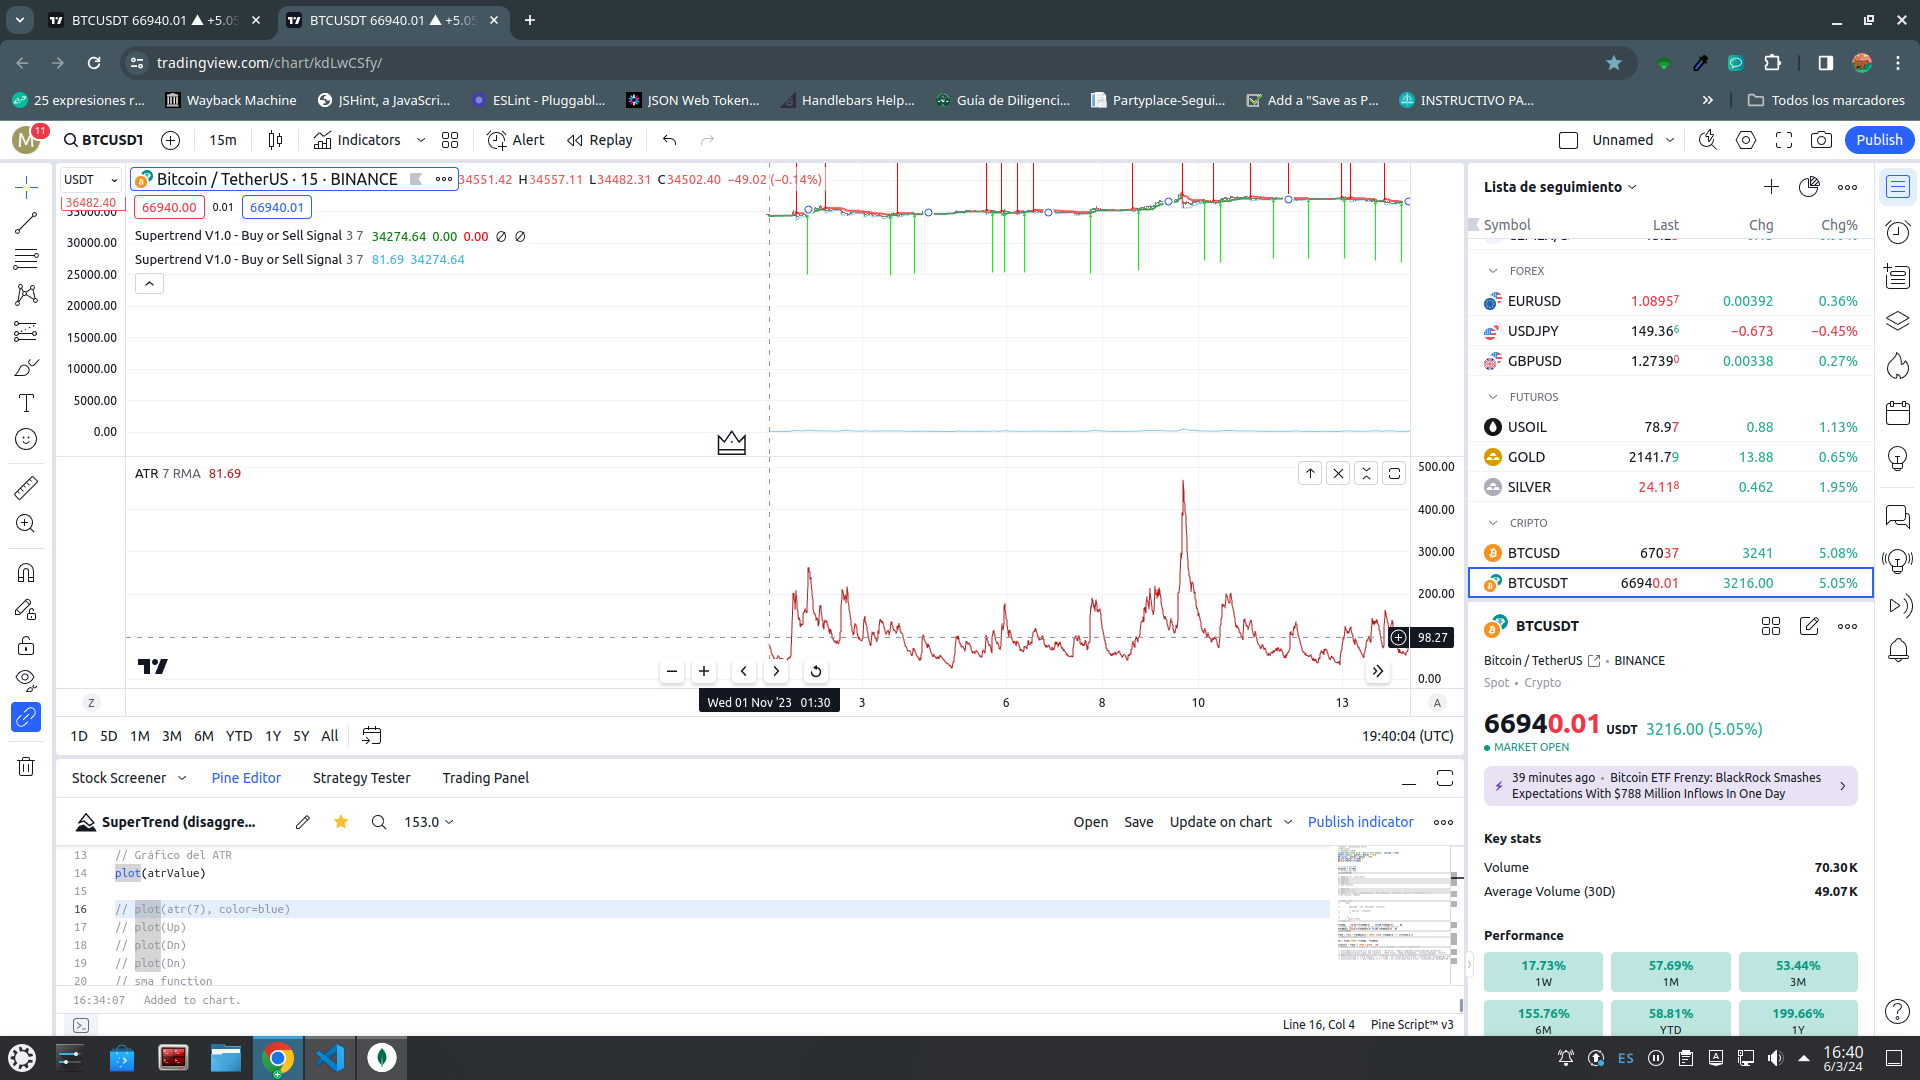 BTCUSDT 66940.01 ▲ +5.05
BTCUSDT 66940.01 ▲ +5.05
tradingview.com/chart/kdLwCSfy/
25 expresiones r...
Wayback Machine
JSHint, a JavaScri...
ESLint - Pluggabl...
JSON Web Token...
Handlebars Help...
Guía de Diligenci...
Partyplace-Segui...
Add a "Save as P...
INSTRUCTIVO PA...
Todos los marcadores
M 11
BTCUSDT
15m
Indicators
Alert
Replay
Unnamed
Publish
USDT
Bitcoin / TetherUS · 15 · BINANCE
34551.42 H34557.11 L34482.31 C34502.40 −49.02 (−0.14%)
36482.40
66940.00 0.01 66940.01
Supertrend V1.0 - Buy or Sell Signal 3 7 34274.64 0.00 0.00 ∅ ∅
Supertrend V1.0 - Buy or Sell Signal 3 7 81.69 34274.64
35000.00
30000.00
25000.00
20000.00
15000.00
10000.00
5000.00
0.00
ATR 7 RMA 81.69
500.00
400.00
300.00
200.00
98.27
0.00
Z
Wed 01 Nov '23 01:30
3
6
8
10
13
A
1D 5D 1M 3M 6M YTD 1Y 5Y All
19:40:04 (UTC)
Stock Screener
Pine Editor
Strategy Tester
Trading Panel
SuperTrend (disaggre...
153.0
Open
Save
Update on chart
Publish indicator
13 // Gráfico del ATR
14 plot(atrValue)
15
16 // plot(atr(7), color=blue)
17 // plot(Up)
18 // plot(Dn)
19 // plot(Dn)
20 // sma function
16:34:07 Added to chart.
Line 16, Col 4
Pine Script™ v3
Lista de seguimiento
Symbol Last Chg Chg%
FOREX
EURUSD 1.08957 0.00392 0.36%
USDJPY 149.366 −0.673 −0.45%
GBPUSD 1.27390 0.00338 0.27%
FUTUROS
USOIL 78.97 0.88 1.13%
GOLD 2141.79 13.88 0.65%
SILVER 24.118 0.462 1.95%
CRIPTO
BTCUSD 67037 3241 5.08%
BTCUSDT 66940.01 3216.00 5.05%
BTCUSDT
Bitcoin / TetherUS • BINANCE
Spot • Crypto
66940.01 USDT 3216.00 (5.05%)
MARKET OPEN
39 minutes ago • Bitcoin ETF Frenzy: BlackRock Smashes
Expectations With $788 Million Inflows In One Day
Key stats
Volume 70.30K
Average Volume (30D) 49.07K
Performance
17.73% 57.69% 53.44%
1W 1M 3M
155.76% 58.81% 199.66%
6M YTD 1Y
ES
16:40
6/3/24